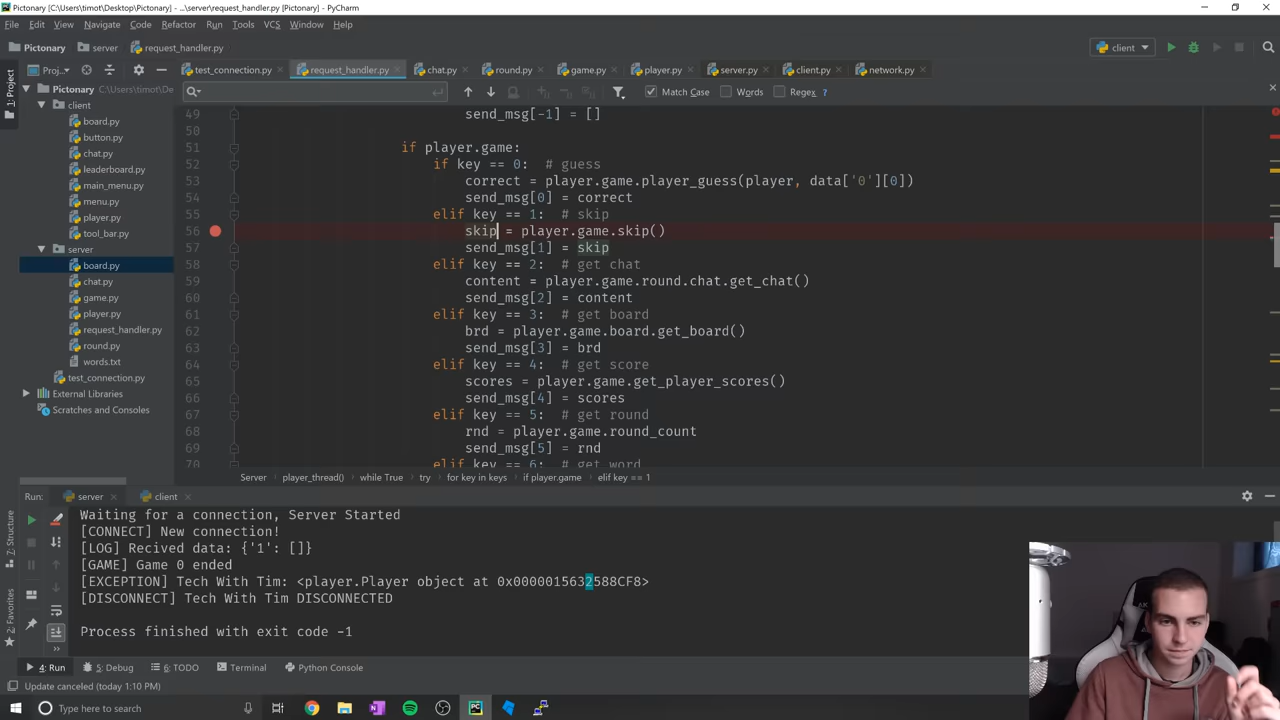 Pictonary [C:\Users\timot\Desktop\Pictonary] - ...\server\request_handler.py [Pictonary] - PyCharm
File Edit View Navigate Code Refactor Run Tools VCS Window Help
Pictonary server request_handler.py client
Proj... test_connection.py request_handler.py chat.py round.py game.py player.py server.py client.py network.py
Match Case Words Regex ?
Pictonary C:\Users\timot
client
board.py
button.py
chat.py
leaderboard.py
main_menu.py
menu.py
player.py
tool_bar.py
server
board.py
chat.py
game.py
player.py
request_handler.py
round.py
words.txt
test_connection.py
External Libraries
Scratches and Consoles
1: Project
49 send_msg[-1] = []
50
51 if player.game:
52 if key == 0: # guess
53 correct = player.game.player_guess(player, data['0'][0])
54 send_msg[0] = correct
55 elif key == 1: # skip
56 skip = player.game.skip()
57 send_msg[1] = skip
58 elif key == 2: # get chat
59 content = player.game.round.chat.get_chat()
60 send_msg[2] = content
61 elif key == 3: # get board
62 brd = player.game.board.get_board()
63 send_msg[3] = brd
64 elif key == 4: # get score
65 scores = player.game.get_player_scores()
66 send_msg[4] = scores
67 elif key == 5: # get round
68 rnd = player.game.round_count
69 send_msg[5] = rnd
70 elif key == 6: # get word
Server player_thread() while True try for key in keys if player.game elif key == 1
Run: server client
Waiting for a connection, Server Started
[CONNECT] New connection!
[LOG] Recived data: {'1': []}
[GAME] Game 0 ended
[EXCEPTION] Tech With Tim: <player.Player object at 0x0000015632588CF8>
[DISCONNECT] Tech With Tim DISCONNECTED
Process finished with exit code -1
Z: Structure
2: Favorites
4: Run 5: Debug 6: TODO Terminal Python Console
Update canceled (today 1:10 PM)
Type here to search